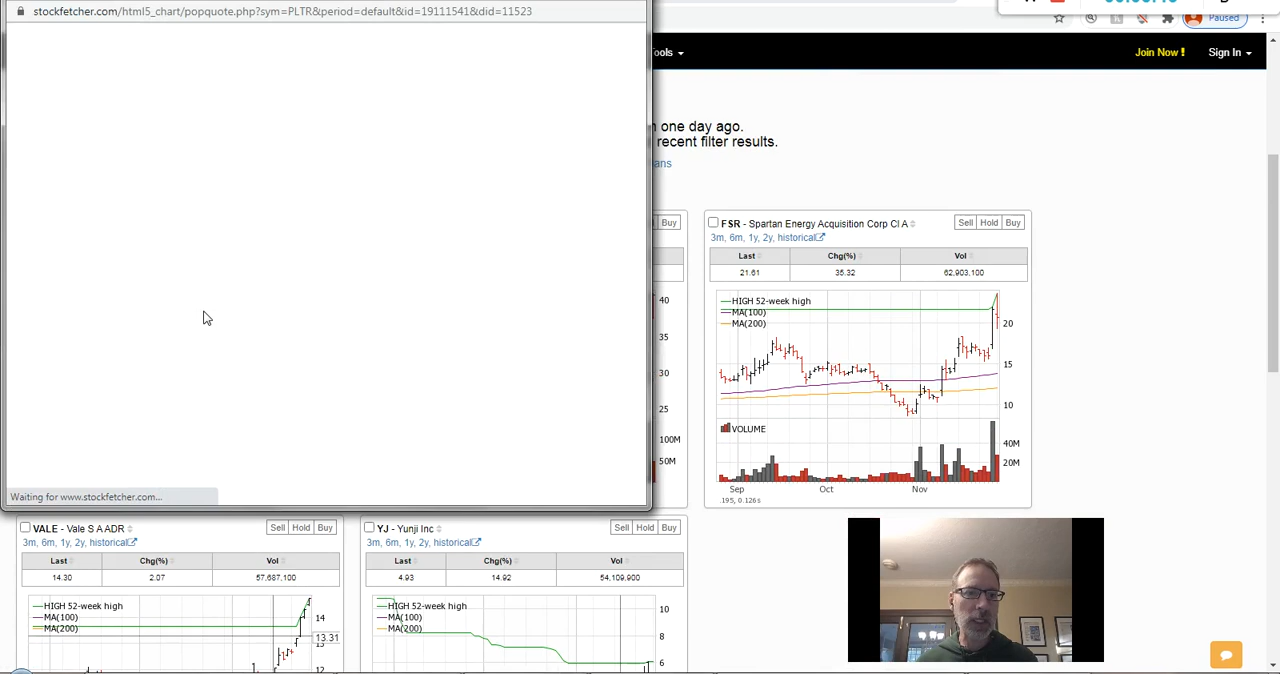 stockfetcher.com/html5_chart/popquote.php?sym=PLTR&period=default&id=19111541&did=11523
Paused
ools
Join Now !
Sign In
one day ago.
recent filter results.
ans
Buy
FSR - Spartan Energy Acquisition Corp Cl A
Sell Hold Buy
3m, 6m, 1y, 2y, historical
Last Chg(%) Vol
21.61 35.32 62,903,100
40
35
30
25
100M
50M
HIGH 52-week high
MA(100)
MA(200)
20
15
10
VOLUME
40M
20M
Sep Oct Nov
.195, 0.126s
Waiting for www.stockfetcher.com...
VALE - Vale S A ADR
Sell Hold Buy
3m, 6m, 1y, 2y, historical
Last Chg(%) Vol
14.30 2.07 57,687,100
HIGH 52-week high
MA(100)
MA(200)
14
13.31
12
YJ - Yunji Inc
Sell Hold Buy
3m, 6m, 1y, 2y, historical
Last Chg(%) Vol
4.93 14.92 54,109,900
HIGH 52-week high
MA(100)
MA(200)
10
8
6